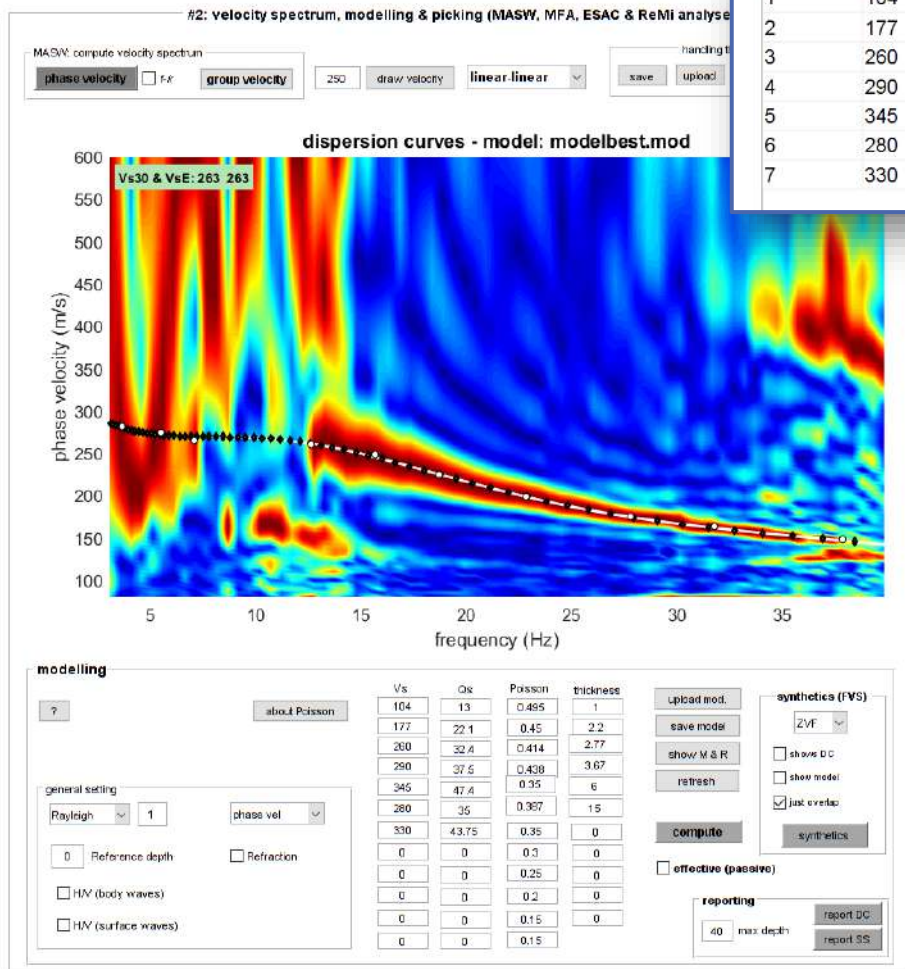 #2: velocity spectrum, modelling & picking (MASW, MFA, ESAC & ReMi analyse
2 177
3 260
4 290
5 345
6 280
7 330
MASW: compute velocity spectrum
phase velocity f-k group velocity
250 draw velocity linear-linear
save upload
dispersion curves - model: modelbest.mod
Vs30 & VsE: 263 263
600
550
500
450
400
350
300
250
200
150
100
phase velocity (m/s)
5 10 15 20 25 30 35
frequency (Hz)
modelling
? about Poisson
Vs Qs Poisson thickness
104 13 0.495 1
177 22.1 0.45 2.2
260 32.4 0.414 2.77
290 37.5 0.438 3.67
345 47.4 0.35 6
280 35 0.387 15
330 43.75 0.35 0
0 0 0.3 0
0 0 0.25 0
0 0 0.2 0
0 0 0.15 0
0 0 0.15
general setting
Rayleigh 1 phase vel
0 Reference depth Refraction
H/V (body waves)
H/V (surface waves)
upload mod.
save model
show M & R
refresh
compute
effective (passive)
synthetics (FVS)
ZVF
shows DC
show model
just overlap
synthetics
reporting
40 max depth
report DC
report SS